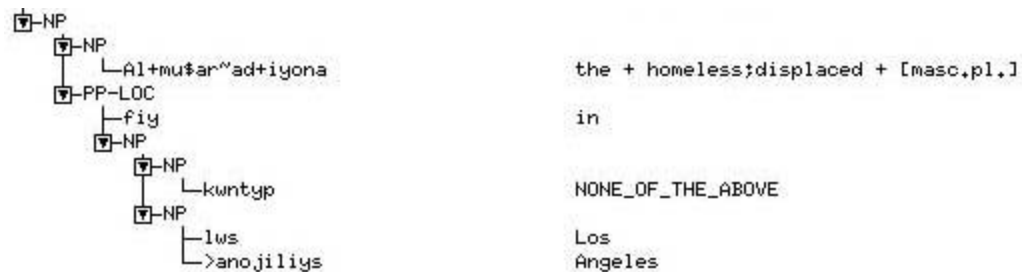 NP
NP
Al+mu$ar~ad+iyona the + homeless;displaced + [masc.pl.]
PP-LOC
fiy in
NP
NP
kwntyp NONE_OF_THE_ABOVE
NP
lws Los
>anojiliys Angeles